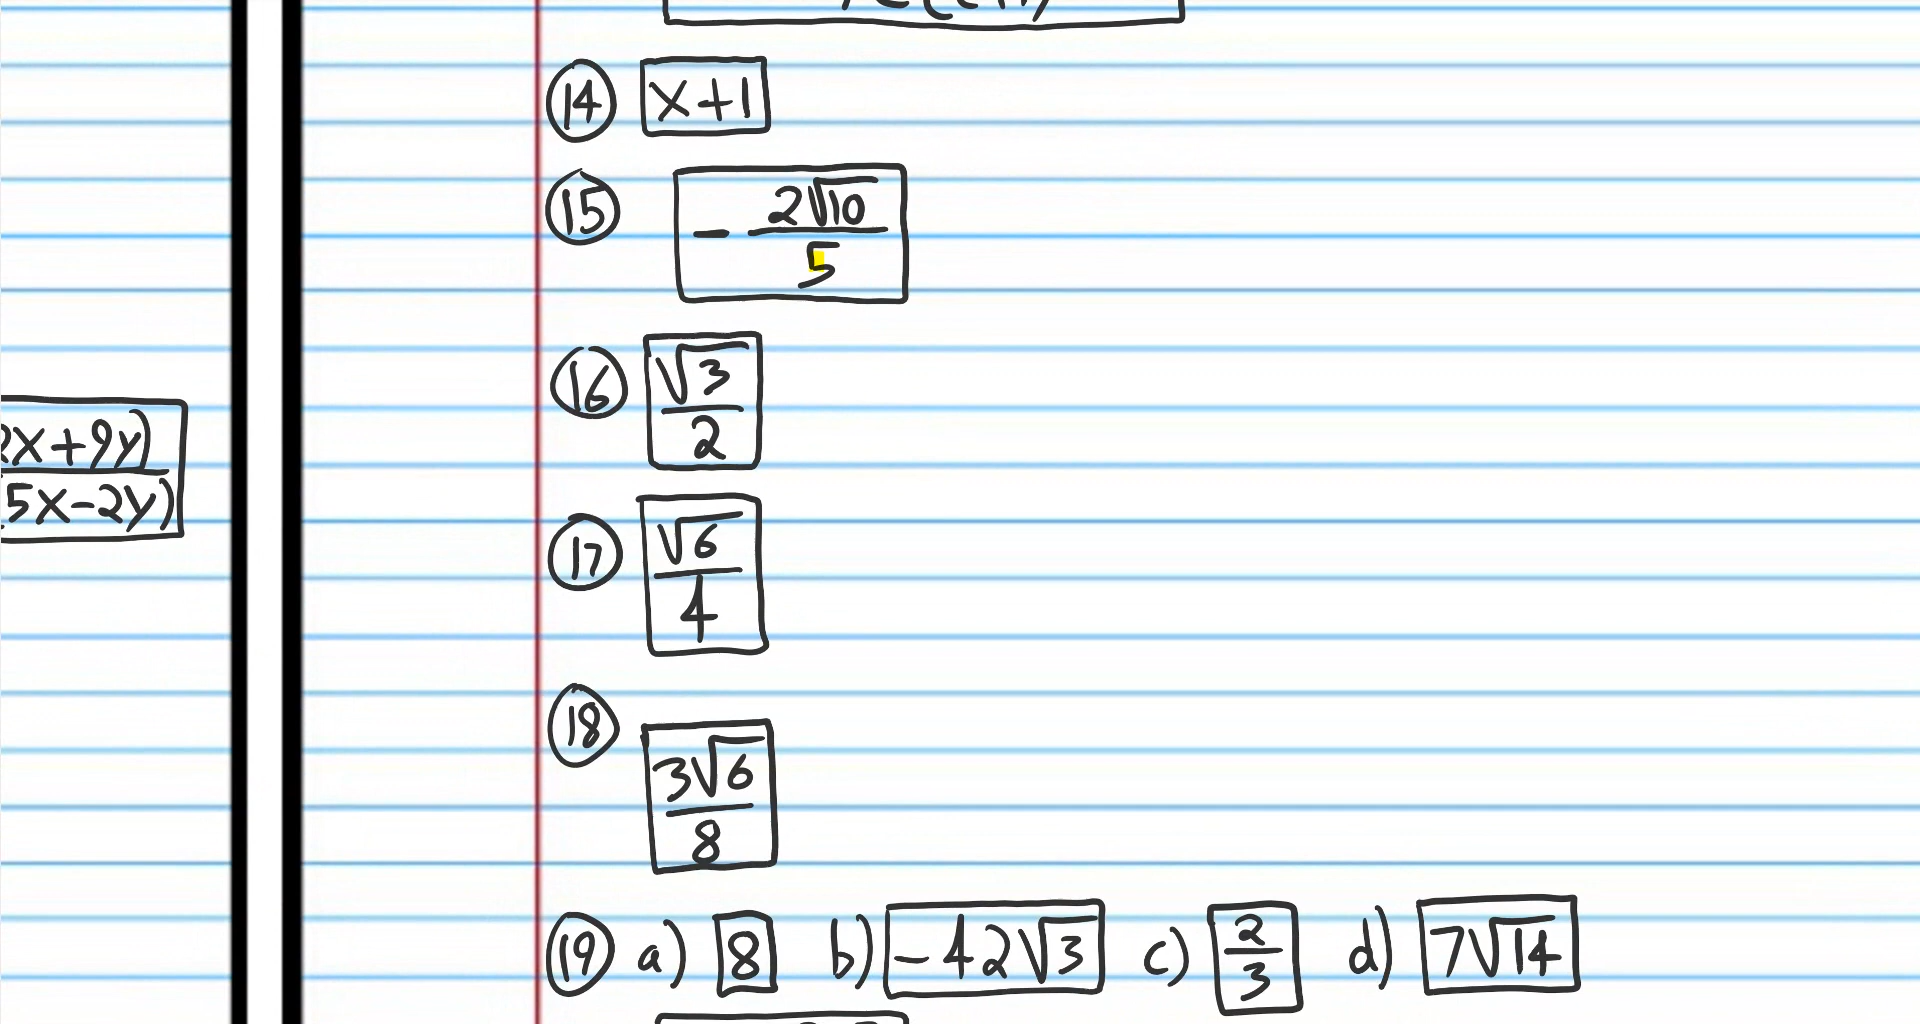 ⑭ x+1
⑮ -2√10/5
⑯ √3/2
2x+9y)
5x-2y)
⑰ √6/4
⑱ 3√6/8
⑲ a) 8 b) -42√3 c) 2/3 d) 7√14